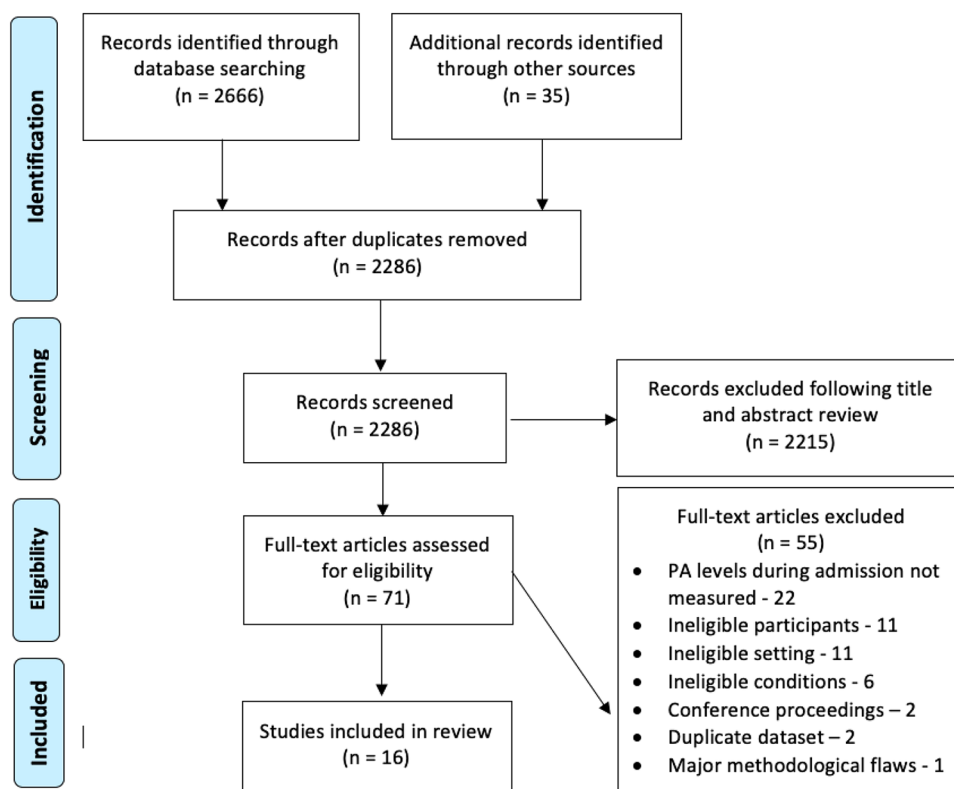 Identification
Records identified through
database searching
(n = 2666)
Additional records identified
through other sources
(n = 35)
Records after duplicates removed
(n = 2286)
Screening
Records screened
(n = 2286)
Records excluded following title
and abstract review
(n = 2215)
Eligibility
Full-text articles assessed
for eligibility
(n = 71)
Full-text articles excluded
(n = 55)
• PA levels during admission not
measured - 22
• Ineligible participants - 11
• Ineligible setting - 11
• Ineligible conditions - 6
• Conference proceedings – 2
• Duplicate dataset – 2
• Major methodological flaws - 1
Included
Studies included in review
(n = 16)